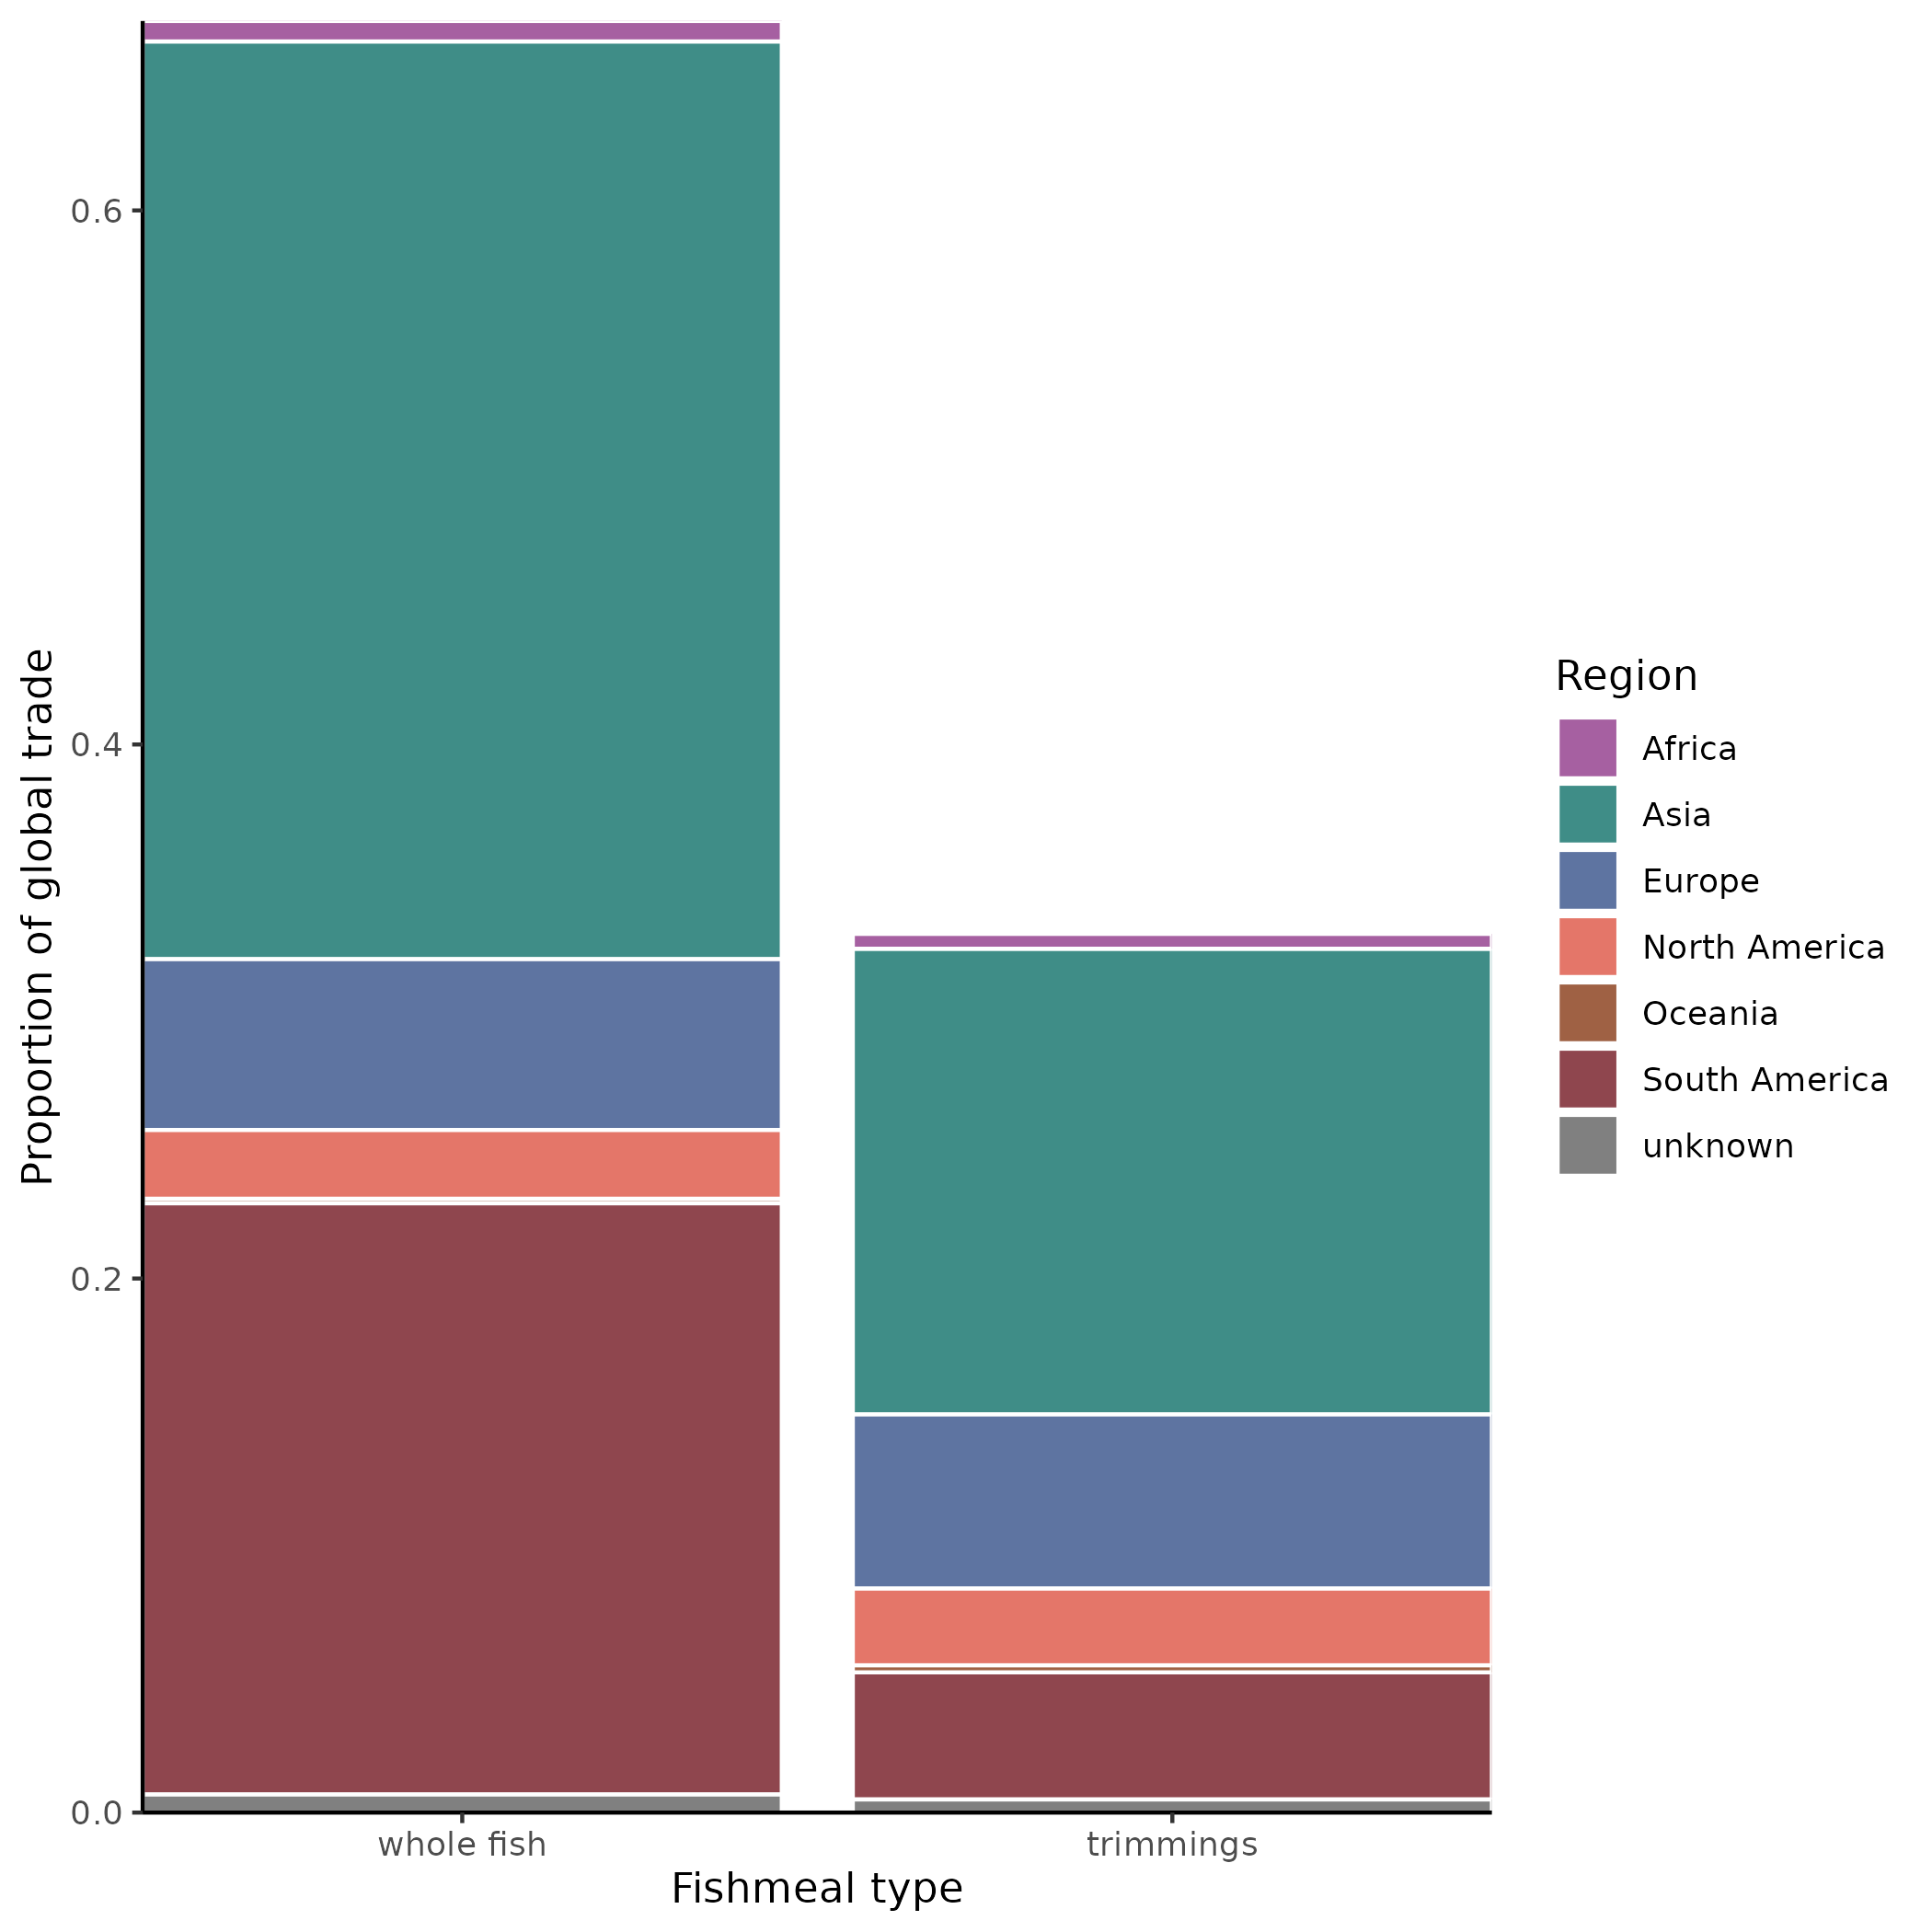 Proportion of global trade
0.6
0.4
0.2
0.0
whole fish
trimmings
Fishmeal type
Region
Africa
Asia
Europe
North America
Oceania
South America
unknown